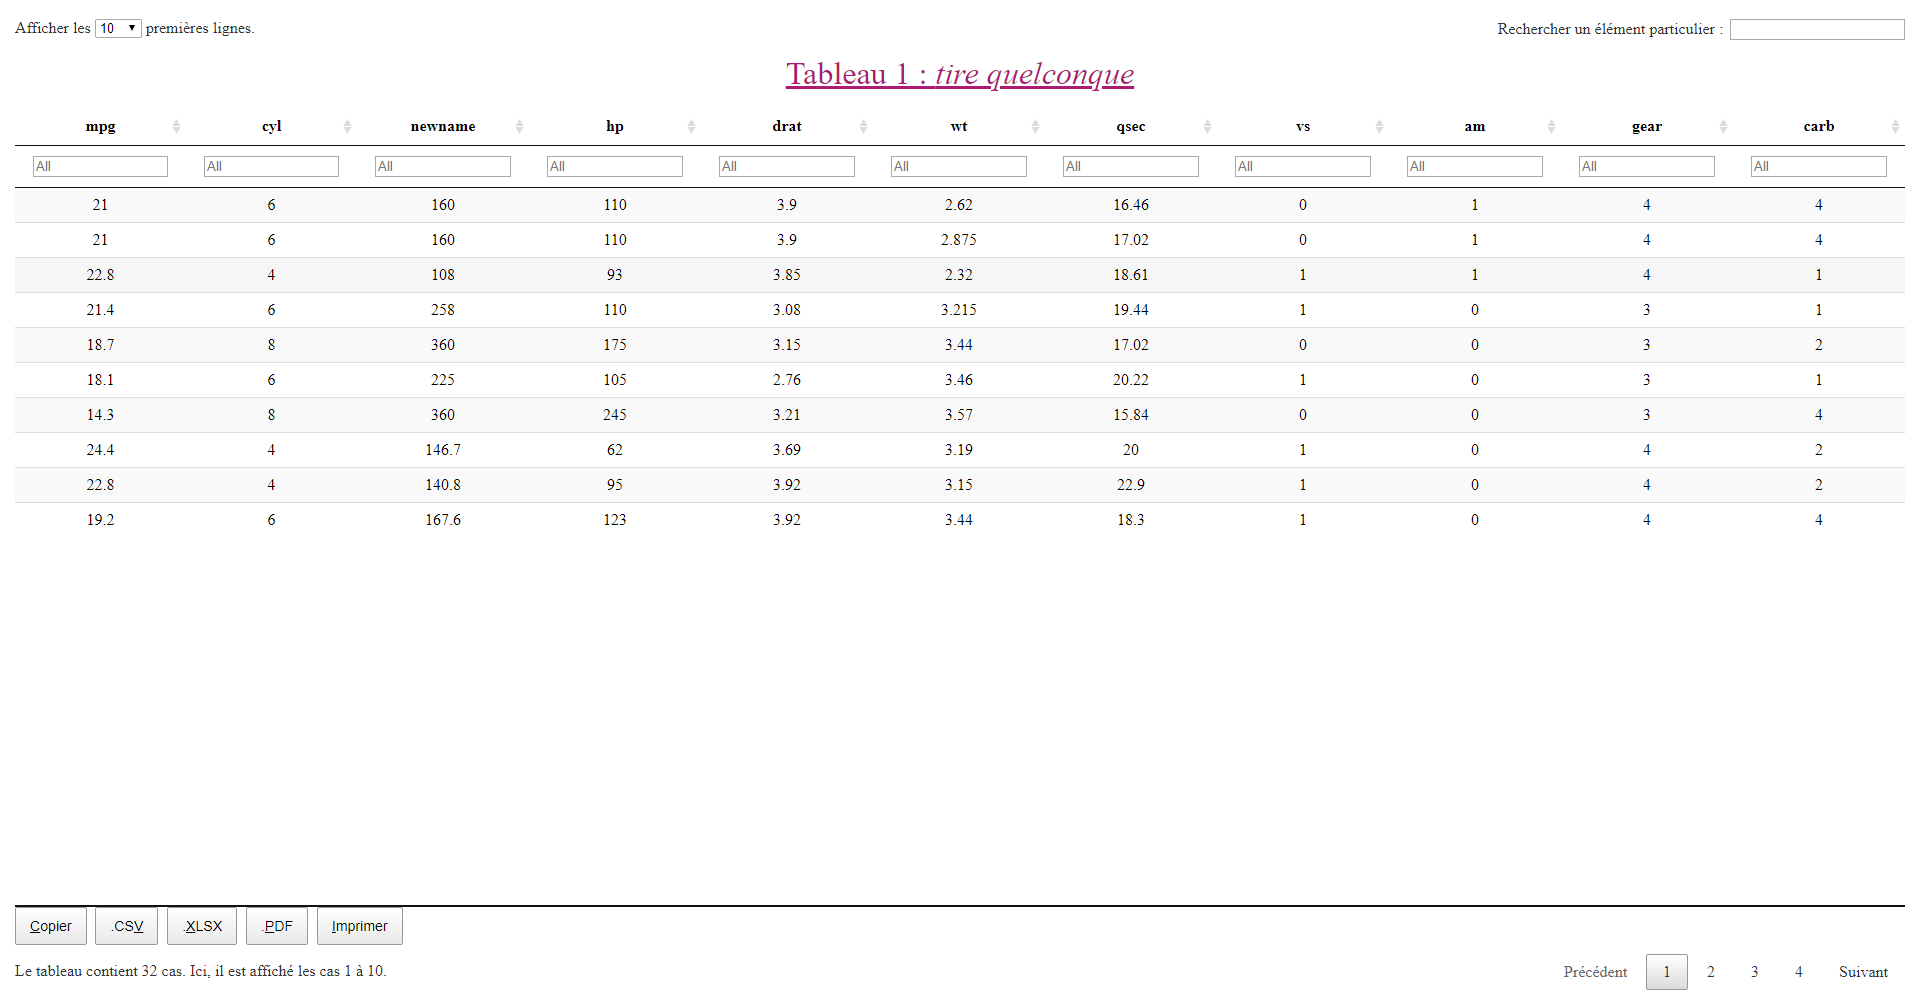 Afficher les 10 premières lignes. Rechercher un élément particulier :
Tableau 1 : tire quelconque
mpg cyl newname hp drat wt qsec vs am gear carb
All All All All All All All All All All All
21 6 160 110 3.9 2.62 16.46 0 1 4 4
21 6 160 110 3.9 2.875 17.02 0 1 4 4
22.8 4 108 93 3.85 2.32 18.61 1 1 4 1
21.4 6 258 110 3.08 3.215 19.44 1 0 3 1
18.7 8 360 175 3.15 3.44 17.02 0 0 3 2
18.1 6 225 105 2.76 3.46 20.22 1 0 3 1
14.3 8 360 245 3.21 3.57 15.84 0 0 3 4
24.4 4 146.7 62 3.69 3.19 20 1 0 4 2
22.8 4 140.8 95 3.92 3.15 22.9 1 0 4 2
19.2 6 167.6 123 3.92 3.44 18.3 1 0 4 4
Copier .CSV .XLSX .PDF Imprimer
Le tableau contient 32 cas. Ici, il est affiché les cas 1 à 10. Précédent 1 2 3 4 Suivant